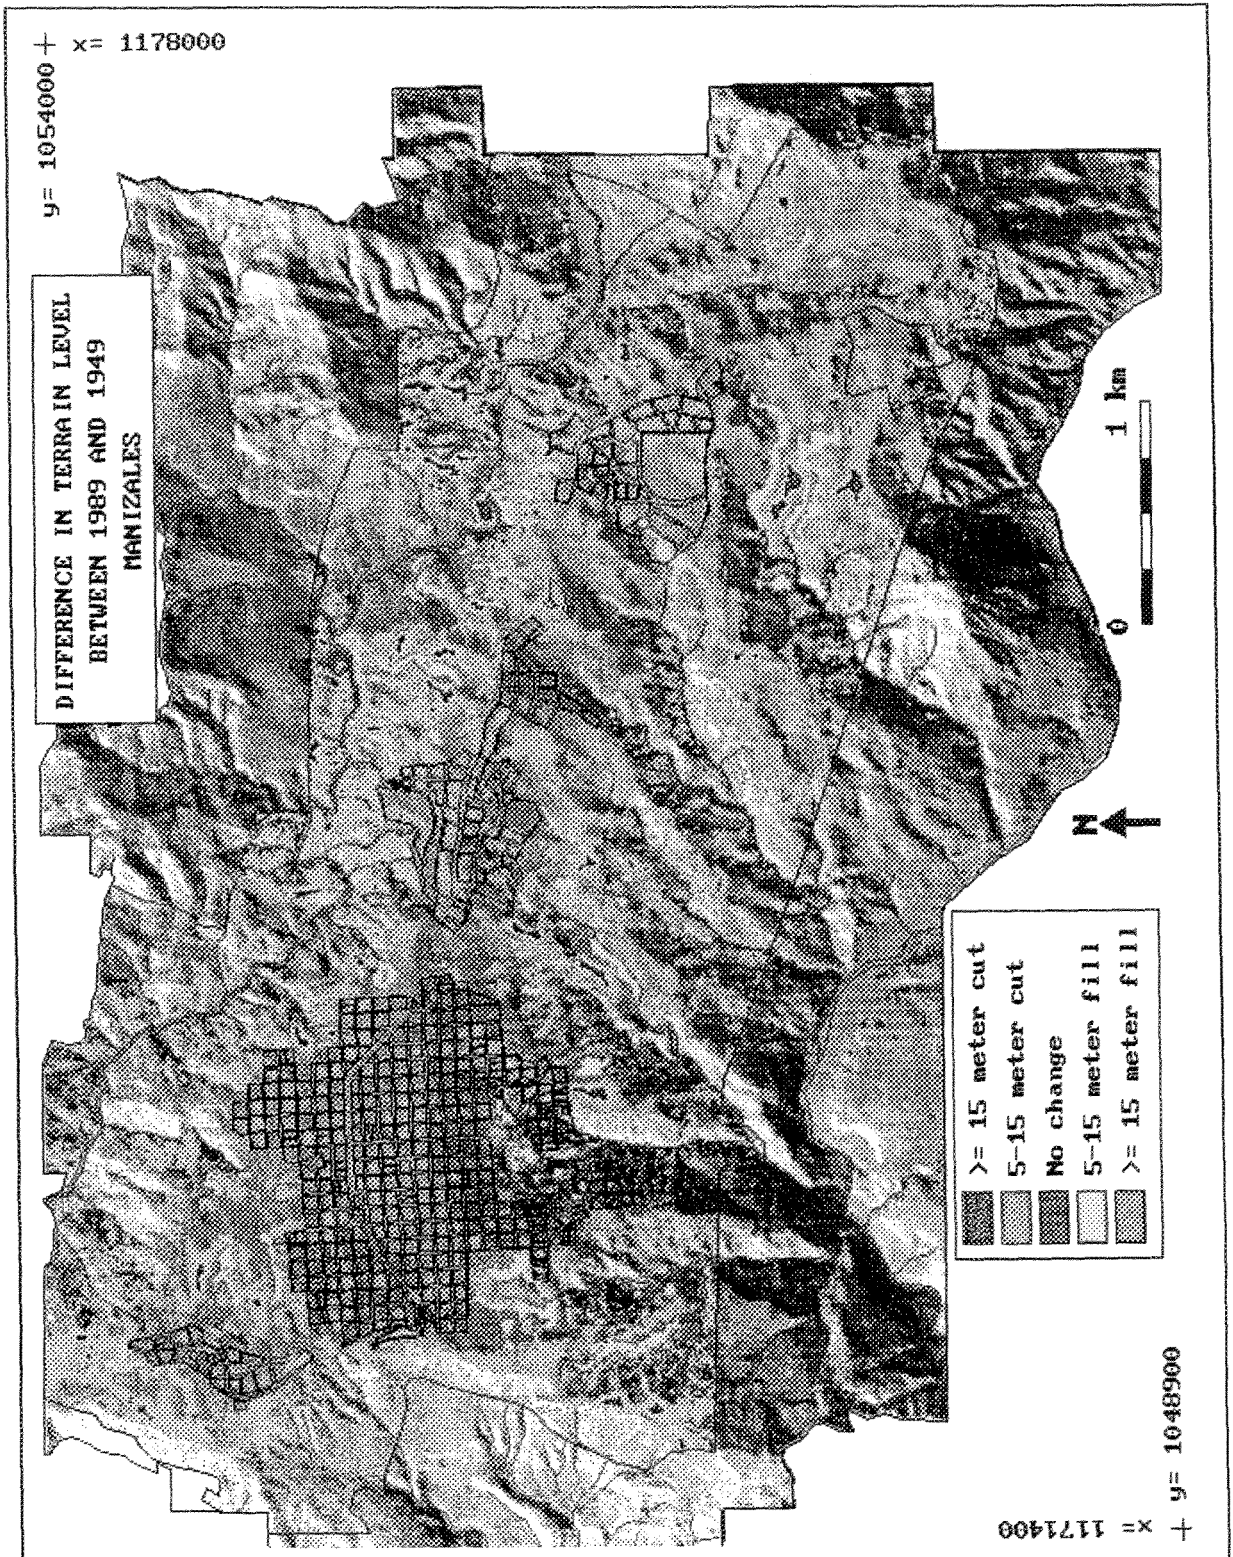 y= 1054000
x= 1178000
DIFFERENCE IN TERRAIN LEVEL
BETWEEN 1989 AND 1949
MANIZALES
0 1 km
N
>= 15 meter cut
5-15 meter cut
No change
5-15 meter fill
>= 15 meter fill
x= 1171400
y= 1048900